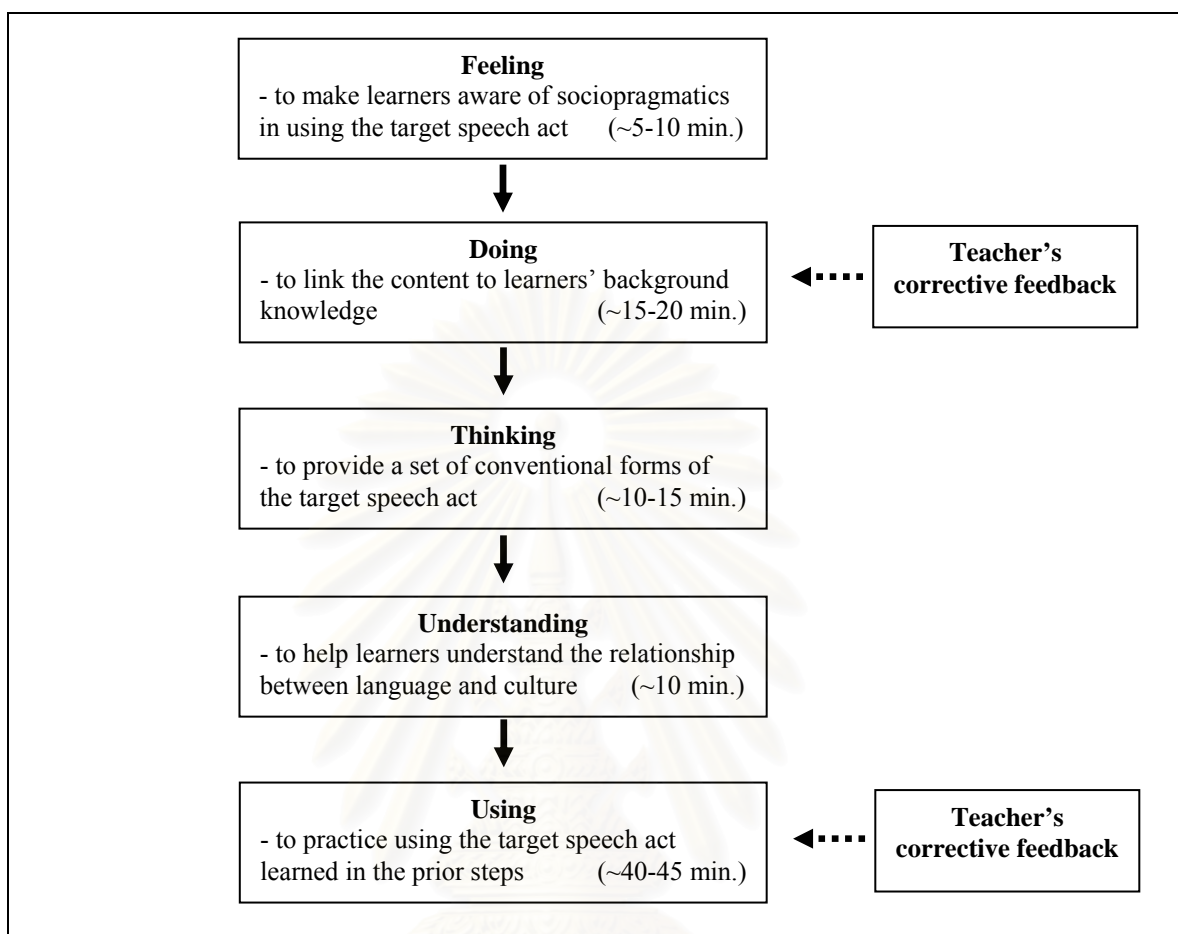 Feeling
- to make learners aware of sociopragmatics
in using the target speech act (~5-10 min.)
Doing
- to link the content to learners' background
knowledge (~15-20 min.)
Teacher's
corrective feedback
Thinking
- to provide a set of conventional forms of
the target speech act (~10-15 min.)
Understanding
- to help learners understand the relationship
between language and culture (~10 min.)
Using
- to practice using the target speech act
learned in the prior steps (~40-45 min.)
Teacher's
corrective feedback